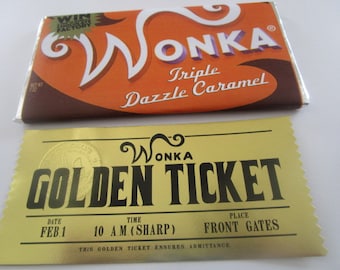 WIN
FACTORY
WONKA®
Triple
Dazzle Caramel
WONKA
GOLDEN TICKET
DATE TIME PLACE
FEB 1 10 AM (SHARP) FRONT GATES
THIS GOLDEN TICKET ENSURES ADMITTANCE